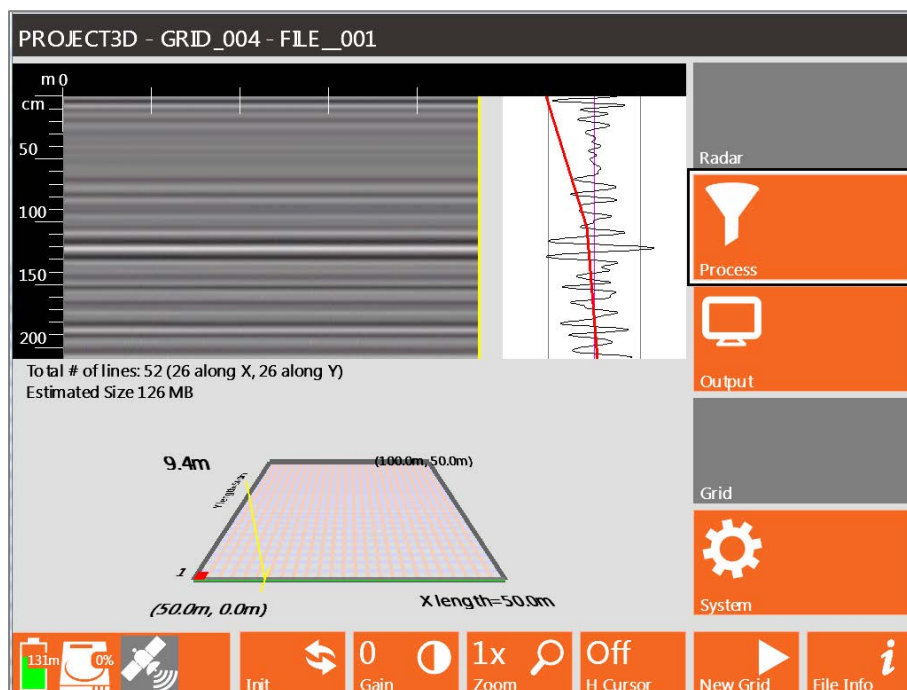 PROJECT3D - GRID_004 - FILE__001
m 0
cm
50
100
150
200
Total # of lines: 52 (26 along X, 26 along Y)
Estimated Size 126 MB
9.4m
(100.0m, 50.0m)
1
(50.0m, 0.0m)
X length=50.0m
Radar
Process
Output
Grid
System
131m
0%
Init
0
Gain
1x
Zoom
Off
H Cursor
New Grid
File Info